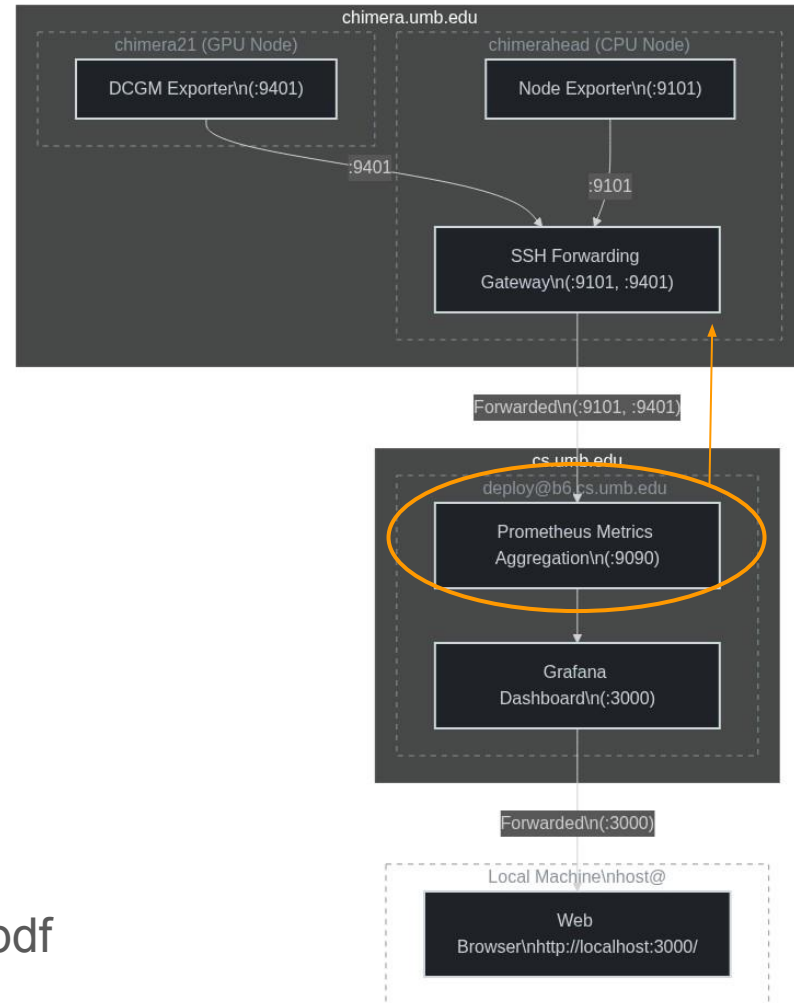 chimera.umb.edu
chimera21 (GPU Node)
chimerahead (CPU Node)
DCGM Exporter\n(:9401)
Node Exporter\n(:9101)
:9401
:9101
SSH Forwarding
Gateway\n(:9101, :9401)
Forwarded\n(:9101, :9401)
cs.umb.edu
deploy@b6.cs.umb.edu
Prometheus Metrics
Aggregation\n(:9090)
Grafana
Dashboard\n(:3000)
Forwarded\n(:3000)
Local Machine\nhost@
Web
Browser\nhttp://localhost:3000/